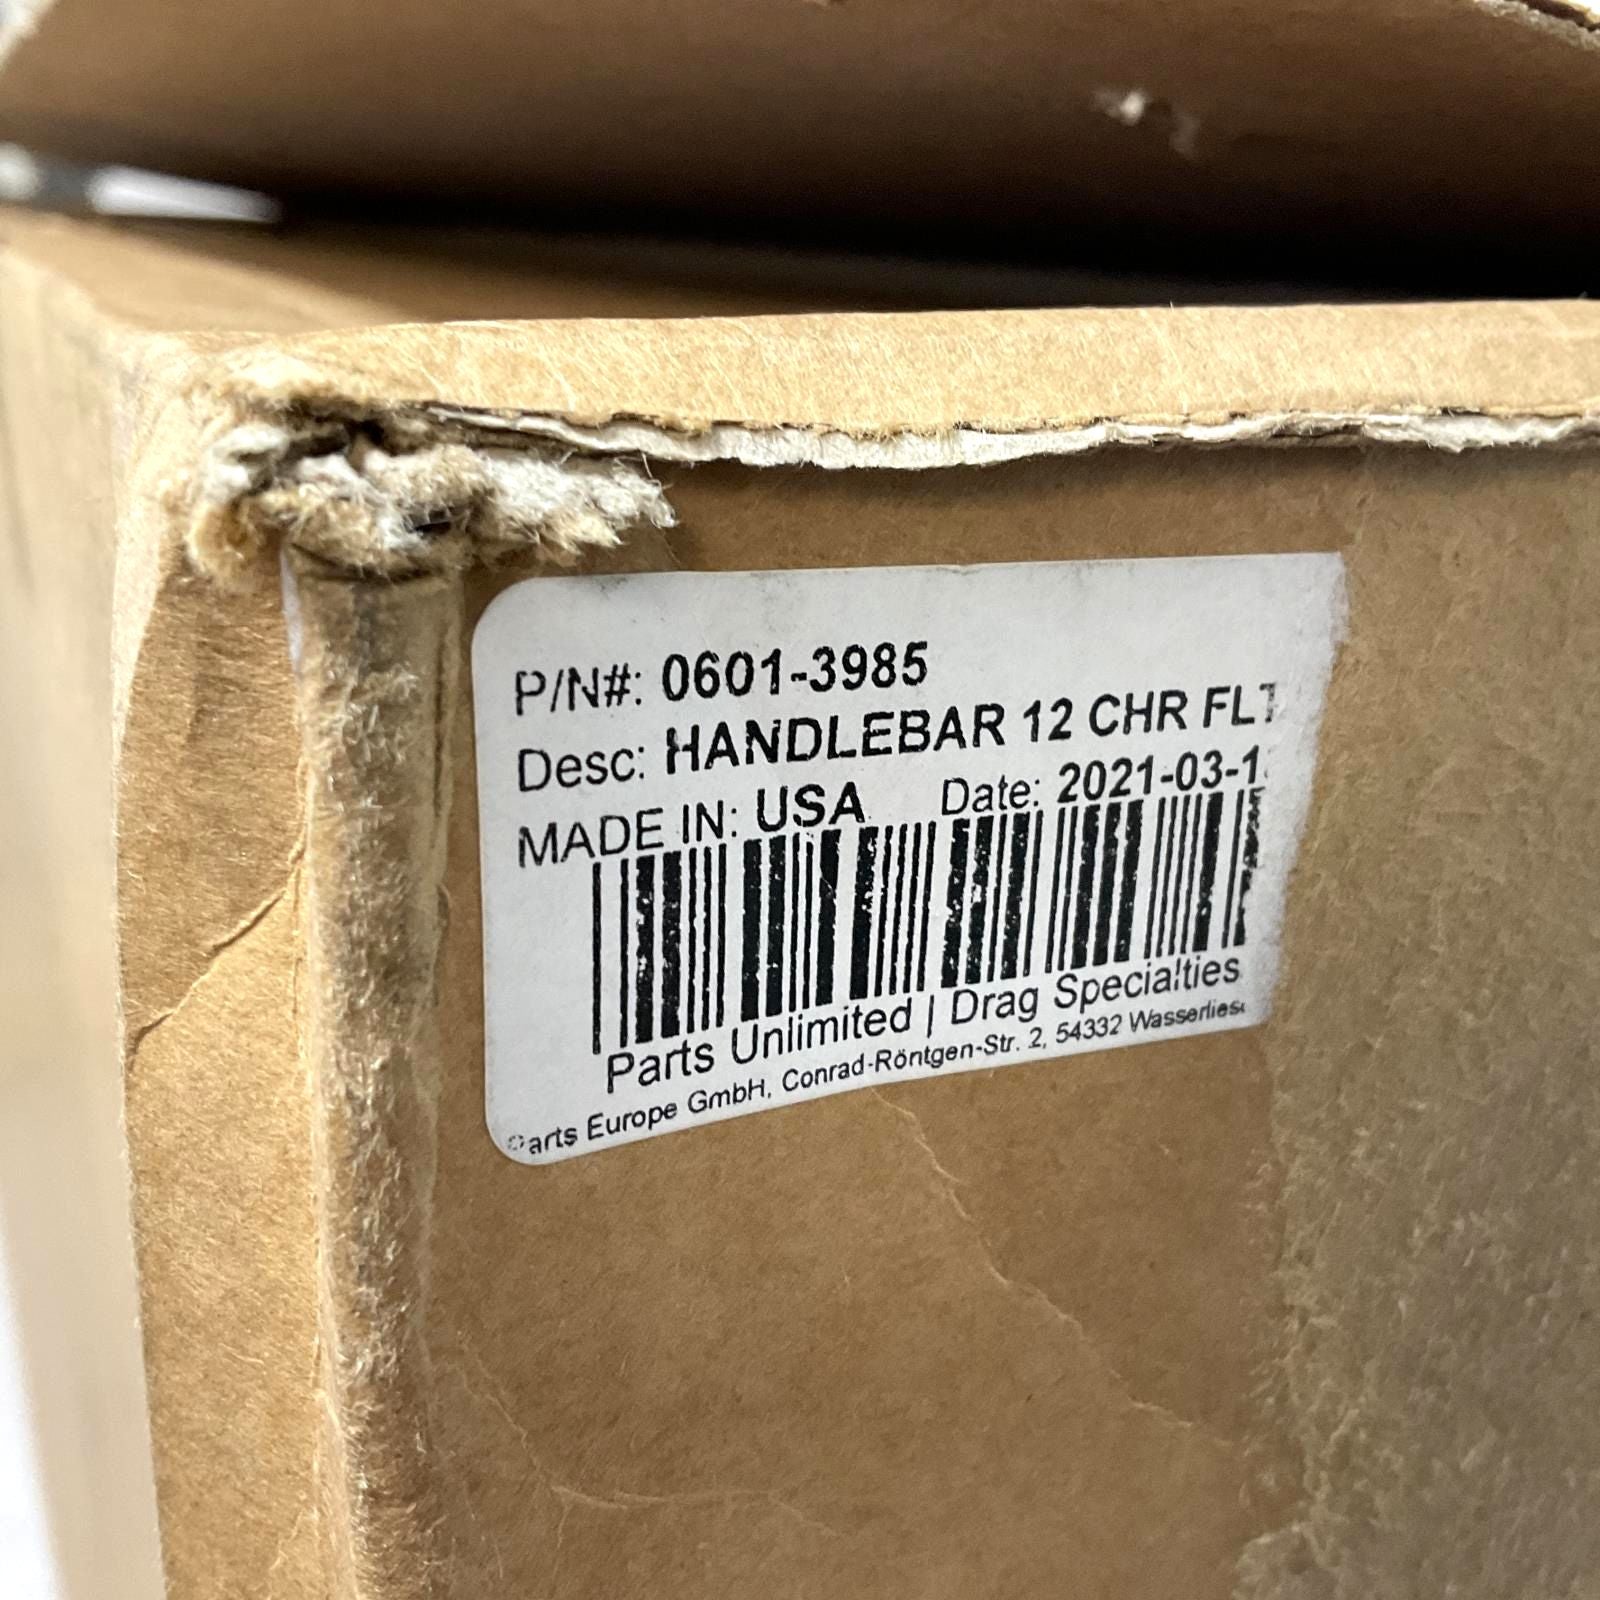 P/N#: 0601-3985
Desc: HANDLEBAR 12 CHR FLT
MADE IN: USA Date: 2021-03-1
Parts Unlimited | Drag Specialties
Parts Europe GmbH, Conrad-Röntgen-Str. 2, 54332